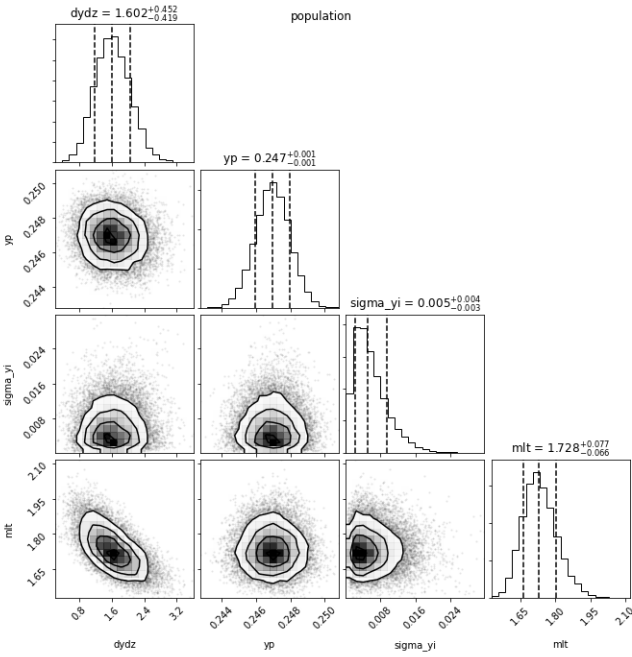 population
dydz = 1.602+0.452 −0.419
yp = 0.247+0.001 −0.001
0.250
0.248
0.246
0.244
yp
sigma_yi = 0.005+0.004 −0.003
0.024
0.016
0.008
sigma_yi
mlt = 1.728+0.077 −0.066
2.10
1.95
1.80
1.65
mlt
0.8 1.6 2.4 3.2
0.244 0.246 0.248 0.250
0.008 0.016 0.024
1.65 1.80 1.95 2.10
dydz yp sigma_yi mlt